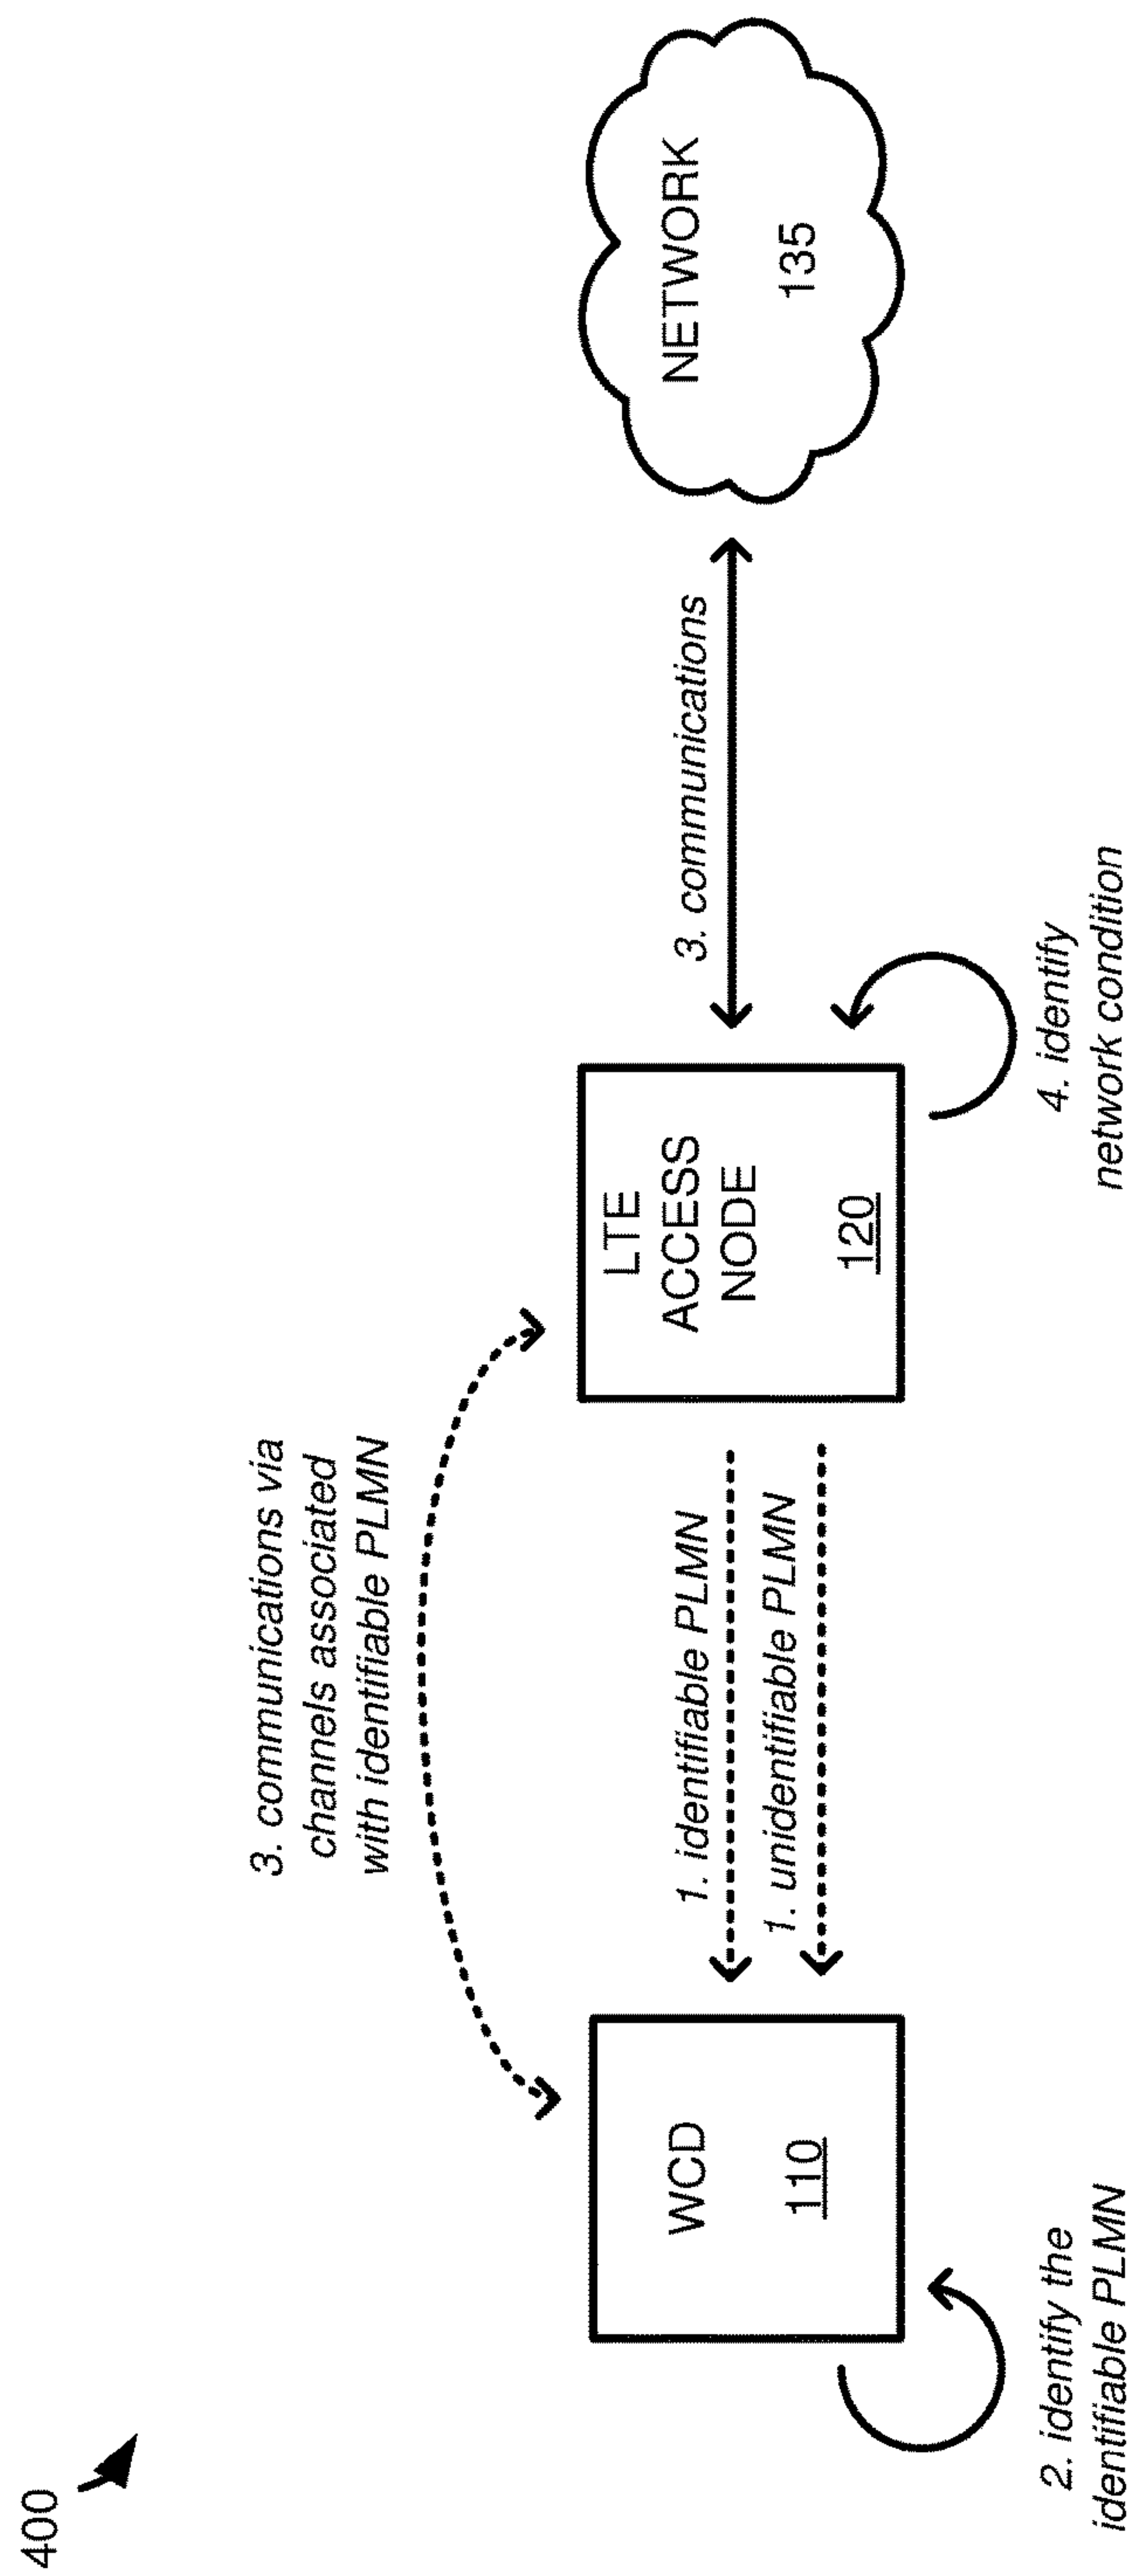 400
3. communications via
channels associated
with identifiable PLMN
WCD
110
1. identifiable PLMN
1. unidentifiable PLMN
LTE
ACCESS
NODE
120
3. communications
NETWORK
135
2. identify the
identifiable PLMN
4. identify
network condition